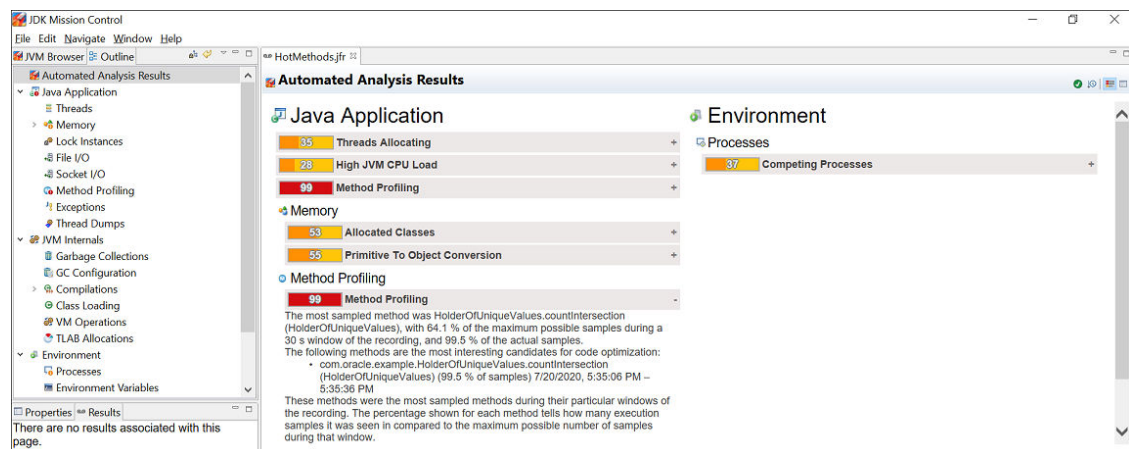 JDK Mission Control
File Edit Navigate Window Help
JVM Browser Outline
Automated Analysis Results
Java Application
Threads
Memory
Lock Instances
File I/O
Socket I/O
Method Profiling
Exceptions
Thread Dumps
JVM Internals
Garbage Collections
GC Configuration
Compilations
Class Loading
VM Operations
TLAB Allocations
Environment
Processes
Environment Variables
Properties Results
There are no results associated with this
page.
HotMethods.jfr
Automated Analysis Results
Java Application
35 Threads Allocating +
28 High JVM CPU Load +
99 Method Profiling +
Memory
53 Allocated Classes +
55 Primitive To Object Conversion +
Method Profiling
99 Method Profiling -
The most sampled method was HolderOfUniqueValues.countIntersection
(HolderOfUniqueValues), with 64.1 % of the maximum possible samples during a
30 s window of the recording, and 99.5 % of the actual samples.
The following methods are the most interesting candidates for code optimization:
• com.oracle.example.HolderOfUniqueValues.countIntersection
(HolderOfUniqueValues) (99.5 % of samples) 7/20/2020, 5:35:06 PM –
5:35:36 PM
These methods were the most sampled methods during their particular windows of
the recording. The percentage shown for each method tells how many execution
samples it was seen in compared to the maximum possible number of samples
during that window.
Environment
Processes
37 Competing Processes +